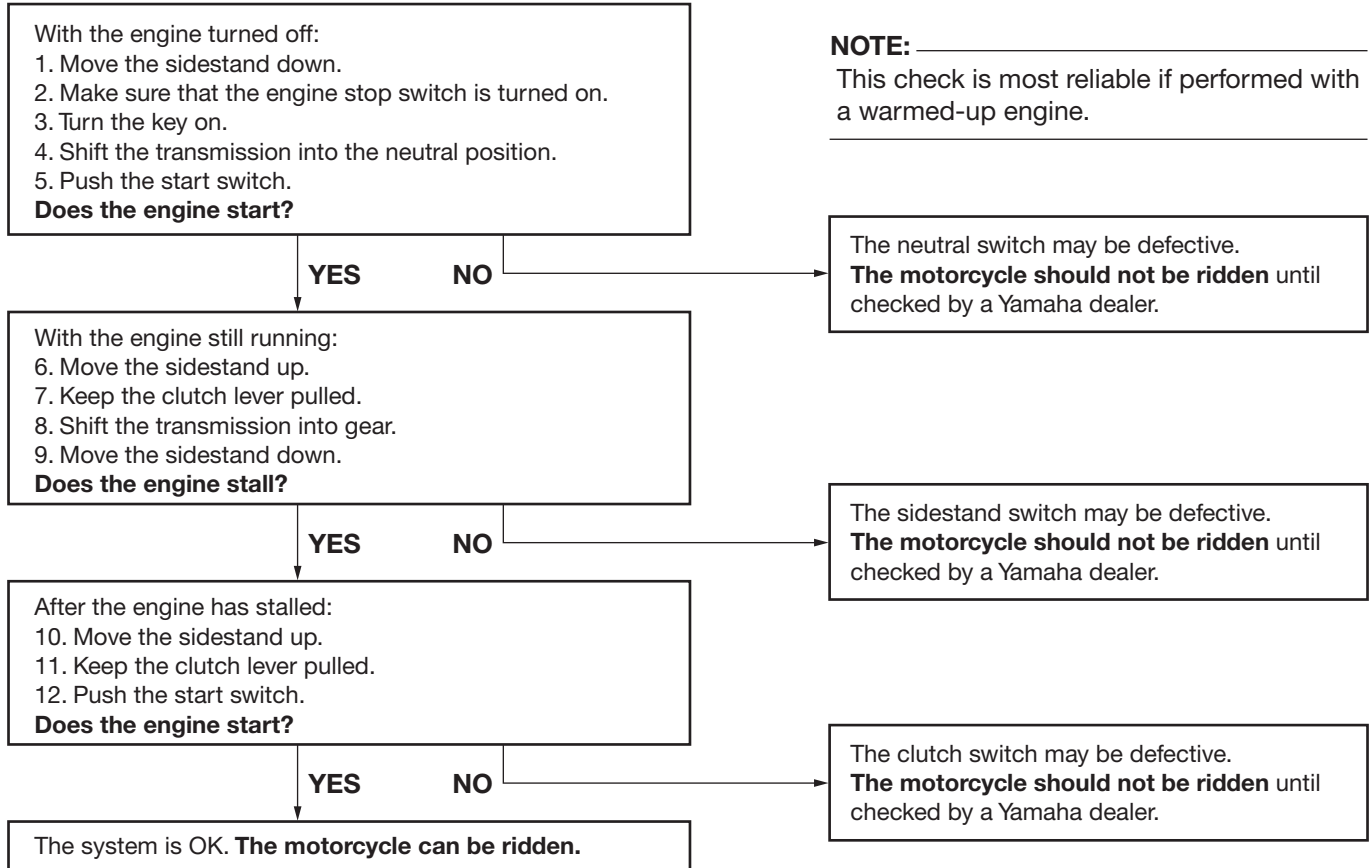 With the engine turned off:
1. Move the sidestand down.
2. Make sure that the engine stop switch is turned on.
3. Turn the key on.
4. Shift the transmission into the neutral position.
5. Push the start switch.
Does the engine start?
NOTE:
This check is most reliable if performed with
a warmed-up engine.
YES
NO
The neutral switch may be defective.
The motorcycle should not be ridden until
checked by a Yamaha dealer.
With the engine still running:
6. Move the sidestand up.
7. Keep the clutch lever pulled.
8. Shift the transmission into gear.
9. Move the sidestand down.
Does the engine stall?
YES
NO
The sidestand switch may be defective.
The motorcycle should not be ridden until
checked by a Yamaha dealer.
After the engine has stalled:
10. Move the sidestand up.
11. Keep the clutch lever pulled.
12. Push the start switch.
Does the engine start?
YES
NO
The clutch switch may be defective.
The motorcycle should not be ridden until
checked by a Yamaha dealer.
The system is OK. The motorcycle can be ridden.